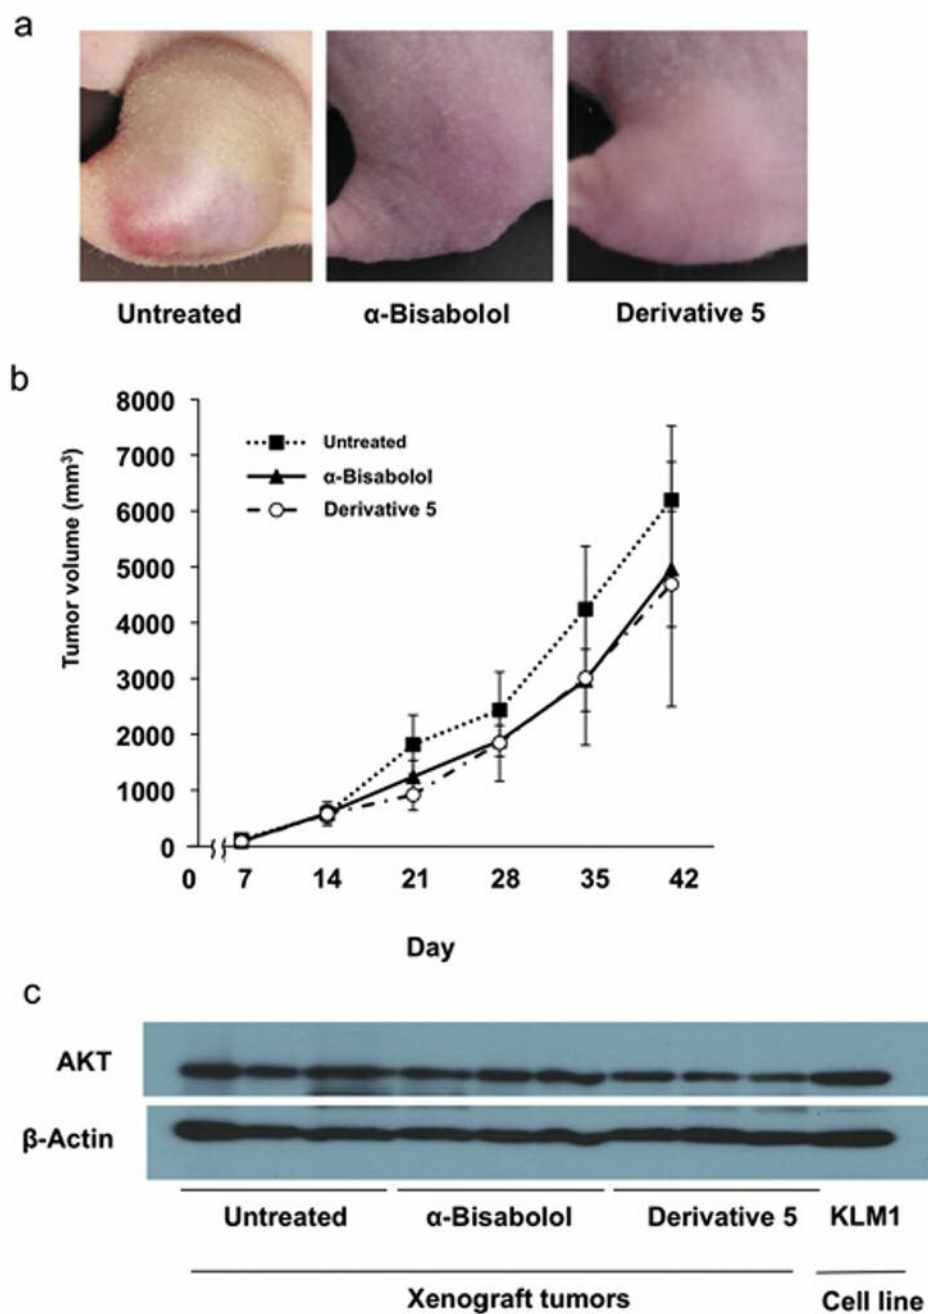 a
Untreated α-Bisabolol Derivative 5
b
Tumor volume (mm³)
8000
7000
6000
5000
4000
3000
2000
1000
0
Untreated
α-Bisabolol
Derivative 5
0 7 14 21 28 35 42
Day
c
AKT
β-Actin
Untreated α-Bisabolol Derivative 5 KLM1
Xenograft tumors Cell line